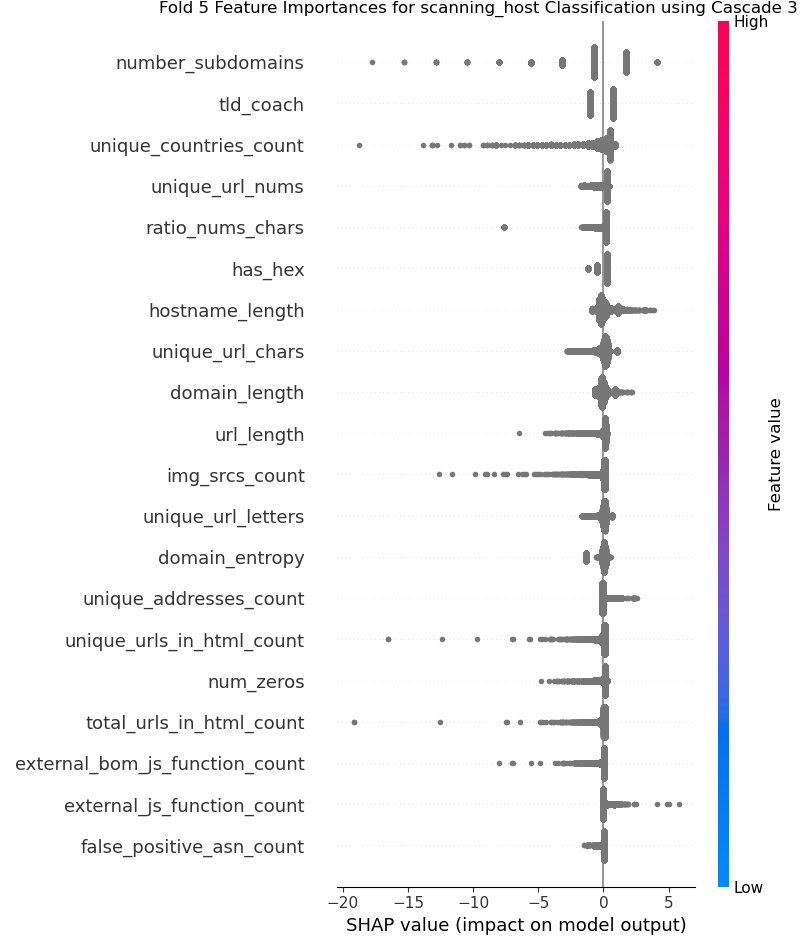 Fold 5 Feature Importances for scanning_host Classification using Cascade 3
High
number_subdomains
tld_coach
unique_countries_count
unique_url_nums
ratio_nums_chars
has_hex
hostname_length
unique_url_chars
domain_length
url_length
img_srcs_count
unique_url_letters
domain_entropy
unique_addresses_count
unique_urls_in_html_count
num_zeros
total_urls_in_html_count
external_bom_js_function_count
external_js_function_count
false_positive_asn_count
Feature value
Low
−20 −15 −10 −5 0 5
SHAP value (impact on model output)